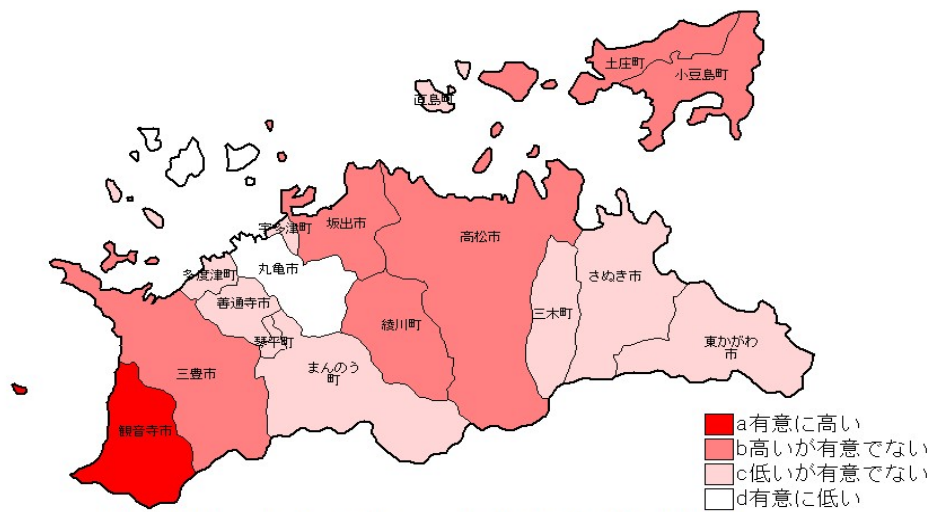 土庄町
小豆島町
直島町
宇多津町
坂出市
高松市
丸亀市
多度津町
さぬき市
善通寺市
三木町
綾川町
琴平町
東かがわ
市
まんのう
町
三豊市
観音寺市
a有意に高い
b高いが有意でない
c低いが有意でない
d有意に低い